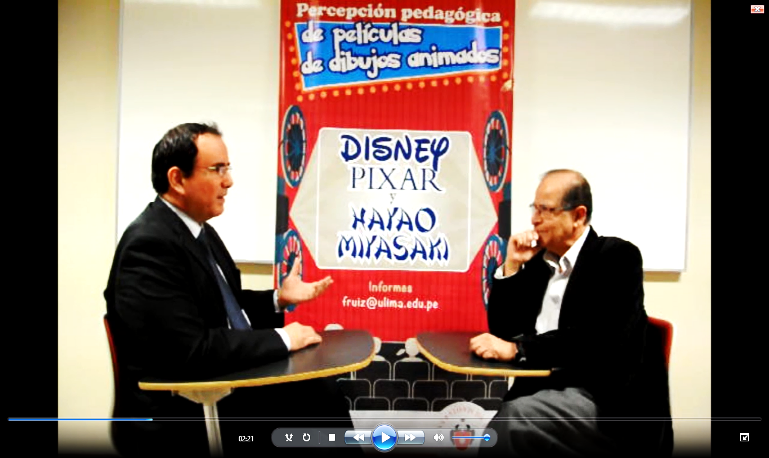 Percepción pedagógica
de películas
de dibujos animados
DISNEY
PIXAR
y
HAYAO
MIYASAKI
Informes
fruiz@ulima.edu.pe
02:21